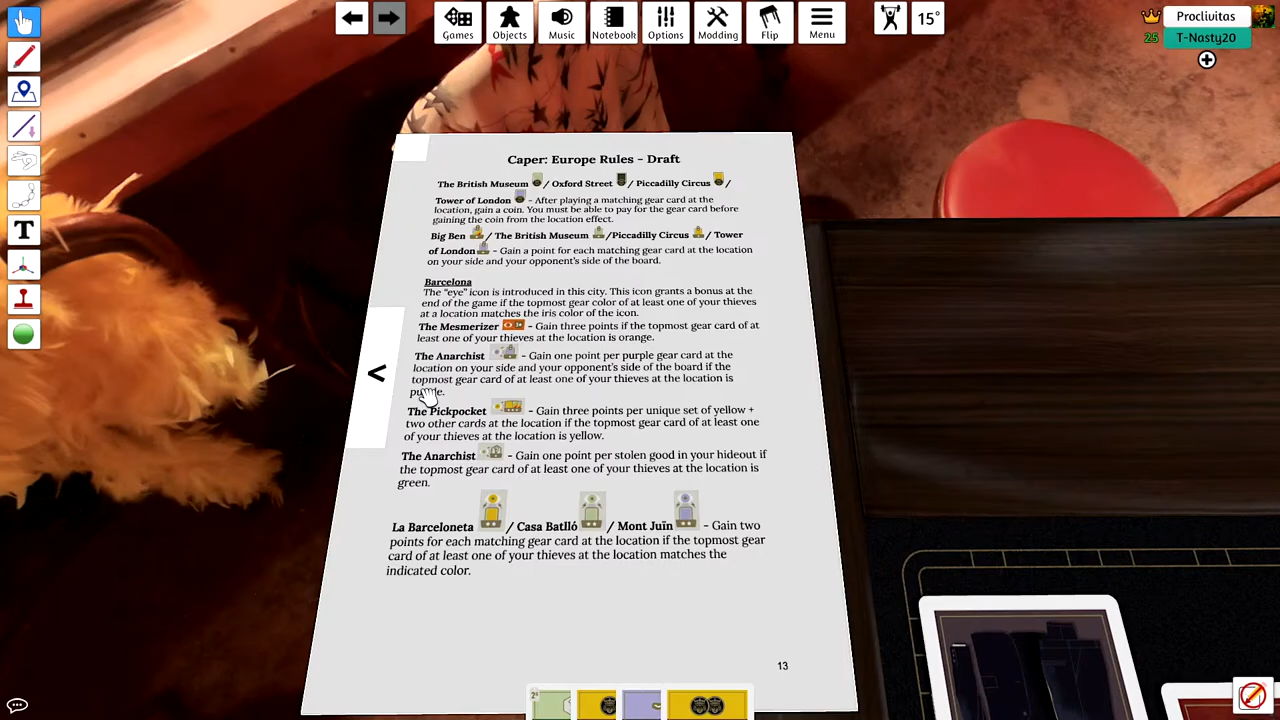 Games Objects Music Notebook Options Modding Flip Menu 15° Proclivitas
25 T-Nasty20
T
Caper: Europe Rules - Draft
The British Museum / Oxford Street / Piccadilly Circus /
Tower of London - After playing a matching gear card at the
location, gain a coin. You must be able to pay for the gear card before
gaining the coin from the location effect.
Big Ben / The British Museum /Piccadilly Circus / Tower
of London - Gain a point for each matching gear card at the location
on your side and your opponent's side of the board.
Barcelona
The "eye" icon is introduced in this city. This icon grants a bonus at the
end of the game if the topmost gear color of at least one of your thieves
at a location matches the iris color of the icon.
The Mesmerizer - Gain three points if the topmost gear card of at
least one of your thieves at the location is orange.
The Anarchist - Gain one point per purple gear card at the
location on your side and your opponent's side of the board if the
topmost gear card of at least one of your thieves at the location is
purple.
The Pickpocket - Gain three points per unique set of yellow +
two other cards at the location if the topmost gear card of at least one
of your thieves at the location is yellow.
The Anarchist - Gain one point per stolen good in your hideout if
the topmost gear card of at least one of your thieves at the location is
green.
La Barceloneta / Casa Batlló / Mont Juïn - Gain two
points for each matching gear card at the location if the topmost gear
card of at least one of your thieves at the location matches the
indicated color.
<
13